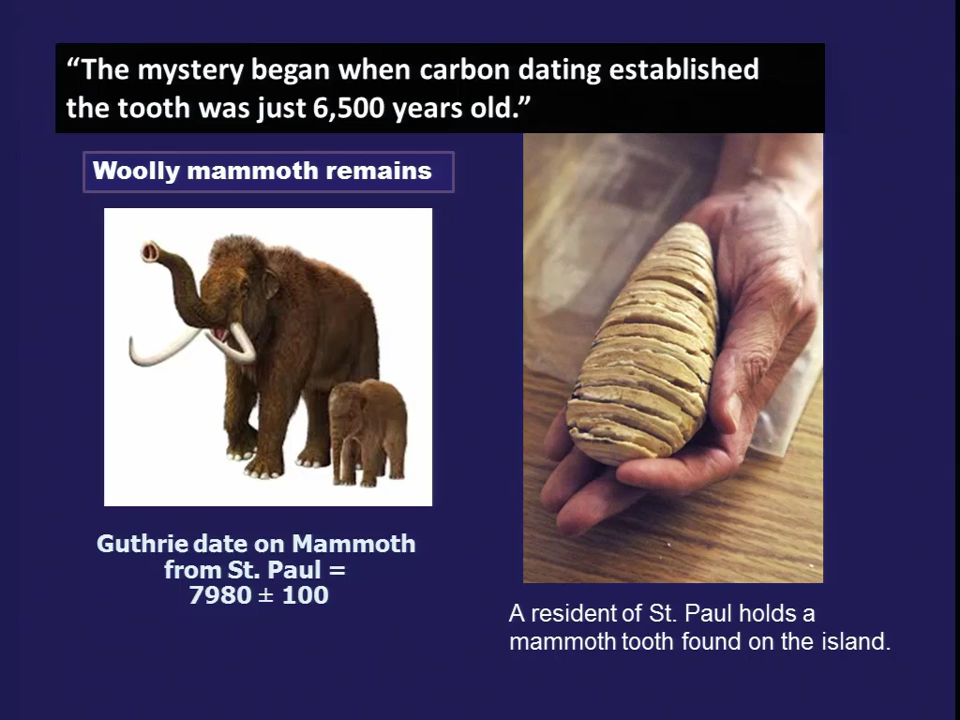 “The mystery began when carbon dating established
the tooth was just 6,500 years old.”
Woolly mammoth remains
Guthrie date on Mammoth
from St. Paul =
7980 ± 100
A resident of St. Paul holds a
mammoth tooth found on the island.